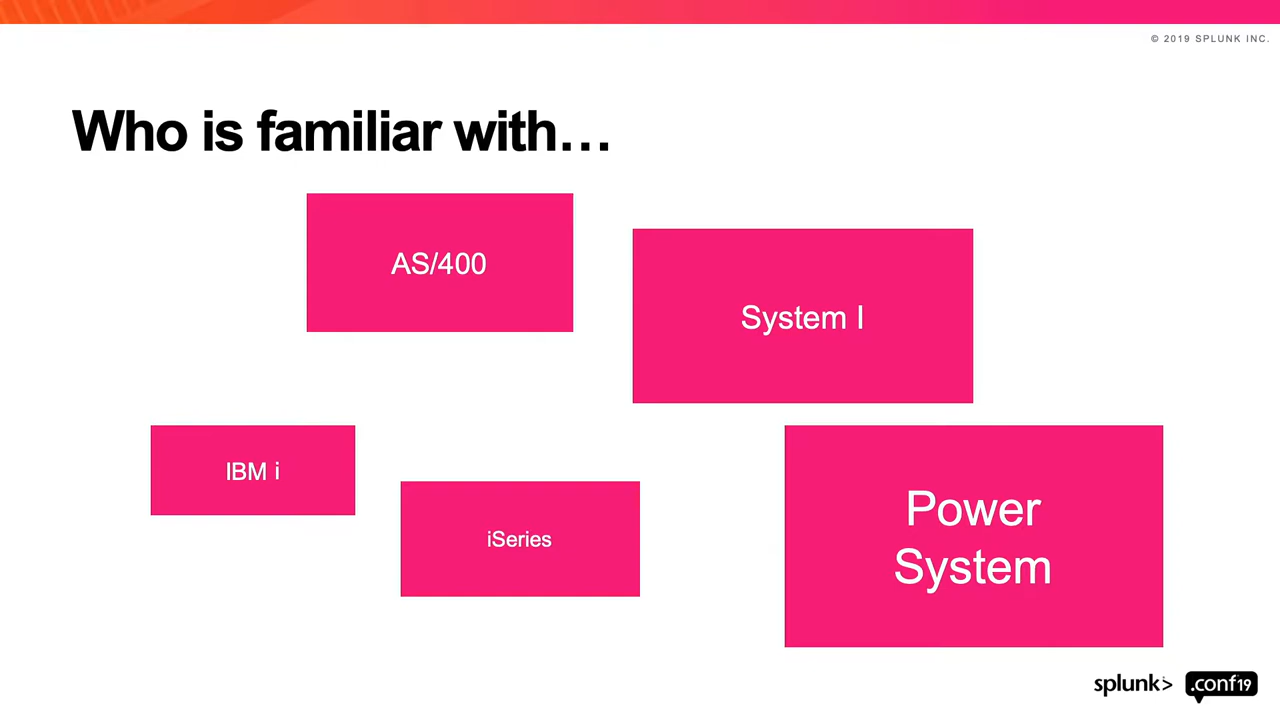 © 2019 SPLUNK INC.
Who is familiar with…
AS/400
System I
IBM i
iSeries
Power
System
splunk>
.conf19